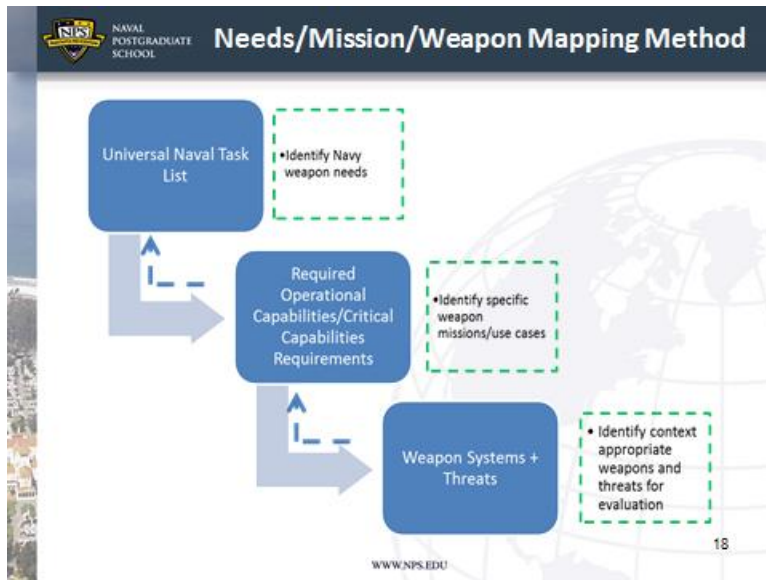 NPS
NAVAL
POSTGRADUATE
SCHOOL
Needs/Mission/Weapon Mapping Method
Universal Naval Task
List
•Identify Navy
weapon needs
Required
Operational
Capabilities/Critical
Capabilities
Requirements
•Identify specific
weapon
missions/use cases
Weapon Systems +
Threats
• Identify context
appropriate
weapons and
threats for
evaluation
18
WWW.NPS.EDU